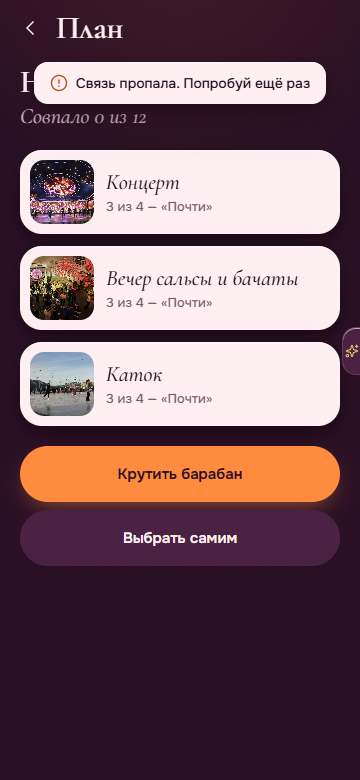 План
Связь пропала. Попробуй ещё раз
Совпало 0 из 12
Концерт
3 из 4 — «Почти»
Вечер сальсы и бачаты
3 из 4 — «Почти»
Каток
3 из 4 — «Почти»
Крутить барабан
Выбрать самим